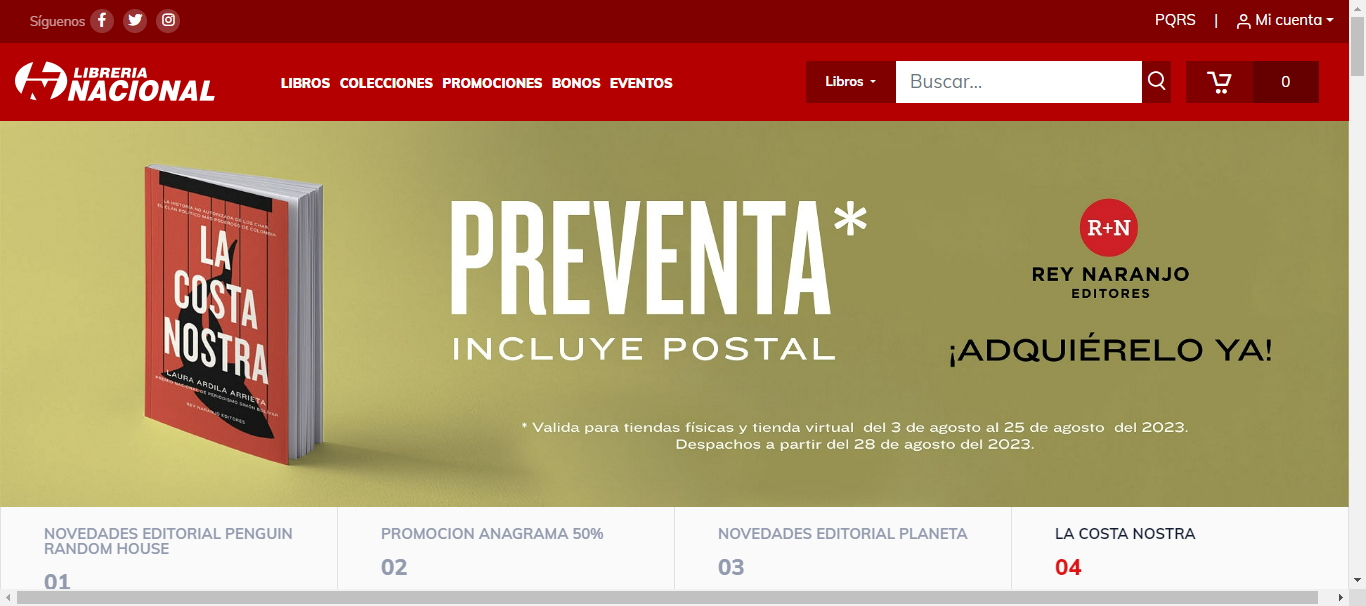 Síguenos
PQRS | Mi cuenta
LIBRERIA
NACIONAL
LIBROS COLECCIONES PROMOCIONES BONOS EVENTOS
Libros
Buscar...
0
LA HISTORIA NO AUTORIZADA DE LOS CHAR,
EL CLAN POLÍTICO MÁS PODEROSO DE COLOMBIA
LA
COSTA
NOSTRA
LAURA ARDILA ARRIETA
PREMIO NACIONAL DE PERIODISMO SIMÓN BOLÍVAR
REY NARANJO EDITORES
PREVENTA*
INCLUYE POSTAL
R+N
REY NARANJO
EDITORES
¡ADQUIÉRELO YA!
* Valida para tiendas físicas y tienda virtual del 3 de agosto al 25 de agosto del 2023.
Despachos a partir del 28 de agosto del 2023.
NOVEDADES EDITORIAL PENGUIN
RANDOM HOUSE
01
PROMOCION ANAGRAMA 50%
02
NOVEDADES EDITORIAL PLANETA
03
LA COSTA NOSTRA
04